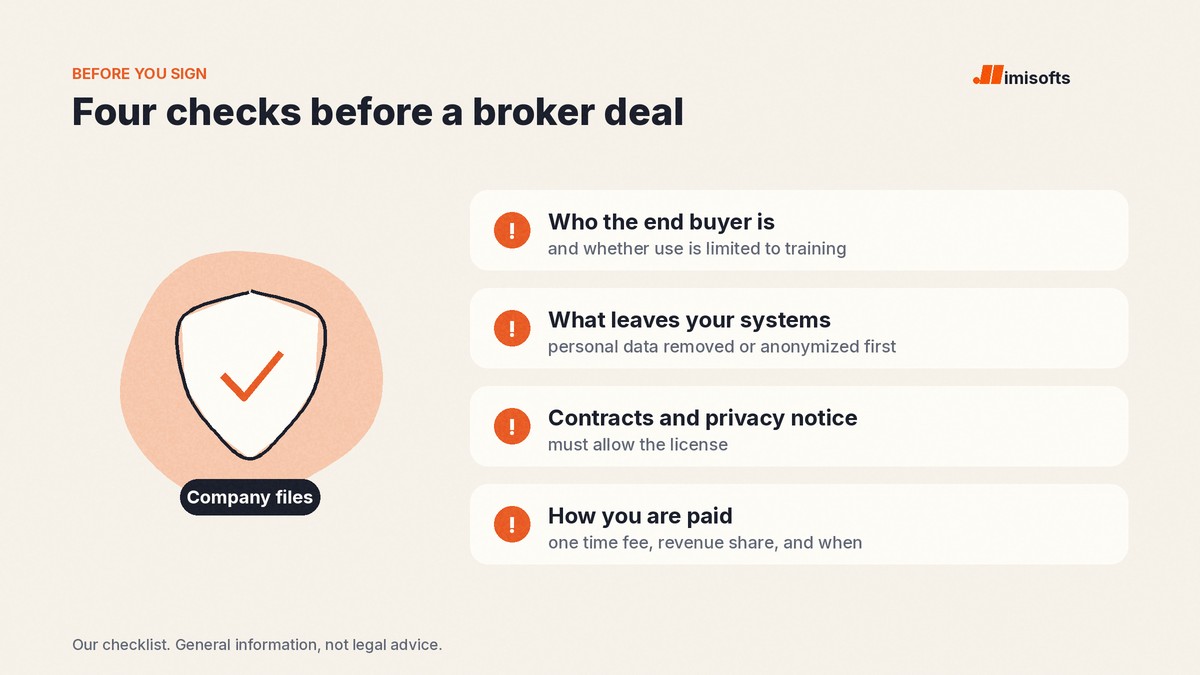 BEFORE YOU SIGN
imisofts
Four checks before a broker deal
Who the end buyer is
and whether use is limited to training
What leaves your systems
personal data removed or anonymized first
Contracts and privacy notice
must allow the license
How you are paid
one time fee, revenue share, and when
Company files
Our checklist. General information, not legal advice.